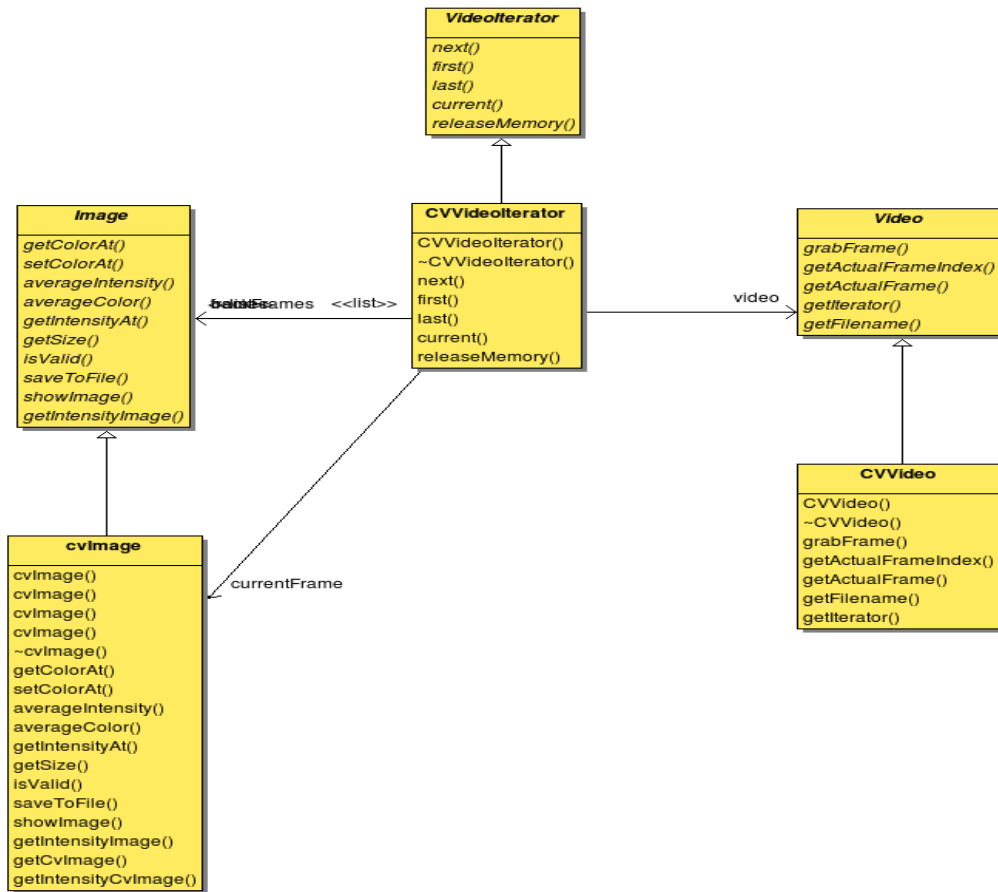 VideoIterator
next()
first()
last()
current()
releaseMemory()
Image
getColorAt()
setColorAt()
averageIntensity()
averageColor()
getIntensityAt()
getSize()
isValid()
saveToFile()
showImage()
getIntensityImage()
<<list>>
CVVideoIterator
CVVideoIterator()
~CVVideoIterator()
next()
first()
last()
current()
releaseMemory()
video
Video
grabFrame()
getActualFrameIndex()
getActualFrame()
getIterator()
getFilename()
cvImage
cvImage()
cvImage()
cvImage()
cvImage()
~cvImage()
getColorAt()
setColorAt()
averageIntensity()
averageColor()
getIntensityAt()
getSize()
isValid()
saveToFile()
showImage()
getIntensityImage()
getCvImage()
getIntensityCvImage()
currentFrame
CVVideo
CVVideo()
~CVVideo()
grabFrame()
getActualFrameIndex()
getActualFrame()
getFilename()
getIterator()